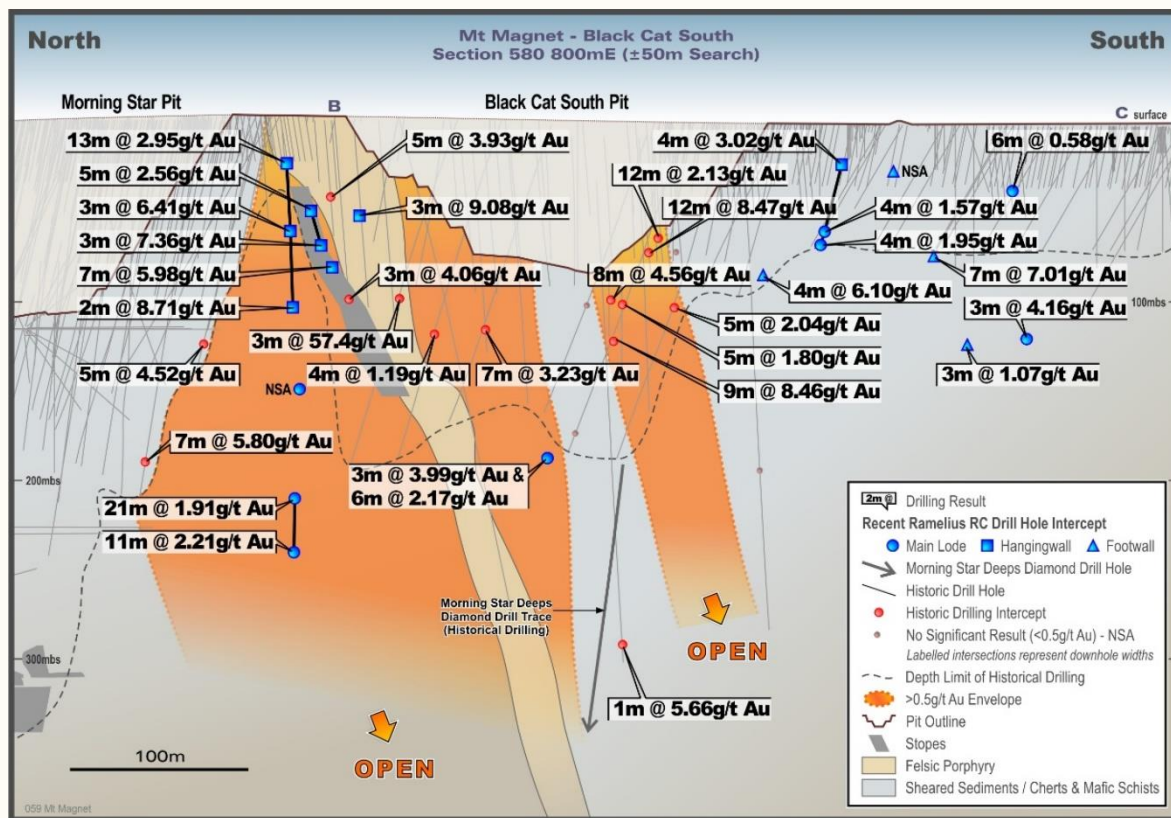 North
Mt Magnet - Black Cat South
Section 580 800mE (±50m Search)
South
Morning Star Pit
B
Black Cat South Pit
C surface
13m @ 2.95g/t Au
5m @ 3.93g/t Au
4m @ 3.02g/t Au
6m @ 0.58g/t Au
5m @ 2.56g/t Au
12m @ 2.13g/t Au
NSA
3m @ 6.41g/t Au
3m @ 9.08g/t Au
12m @ 8.47g/t Au
4m @ 1.57g/t Au
3m @ 7.36g/t Au
4m @ 1.95g/t Au
7m @ 5.98g/t Au
3m @ 4.06g/t Au
8m @ 4.56g/t Au
7m @ 7.01g/t Au
4m @ 6.10g/t Au
2m @ 8.71g/t Au
100mbs
3m @ 4.16g/t Au
5m @ 2.04g/t Au
3m @ 57.4g/t Au
5m @ 1.80g/t Au
5m @ 4.52g/t Au
4m @ 1.19g/t Au
7m @ 3.23g/t Au
3m @ 1.07g/t Au
NSA
9m @ 8.46g/t Au
7m @ 5.80g/t Au
200mbs
3m @ 3.99g/t Au &
6m @ 2.17g/t Au
21m @ 1.91g/t Au
11m @ 2.21g/t Au
Morning Star Deeps
Diamond Drill Trace
(Historical Drilling)
OPEN
300mbs
1m @ 5.66g/t Au
100m
OPEN
2m @ Drilling Result
Recent Ramelius RC Drill Hole Intercept
Main Lode Hangingwall Footwall
Morning Star Deeps Diamond Drill Hole
Historic Drill Hole
Historic Drilling Intercept
No Significant Result (<0.5g/t Au) - NSA
Labelled intersections represent downhole widths
Depth Limit of Historical Drilling
>0.5g/t Au Envelope
Pit Outline
Stopes
Felsic Porphyry
Sheared Sediments / Cherts & Mafic Schists
059 Mt Magnet